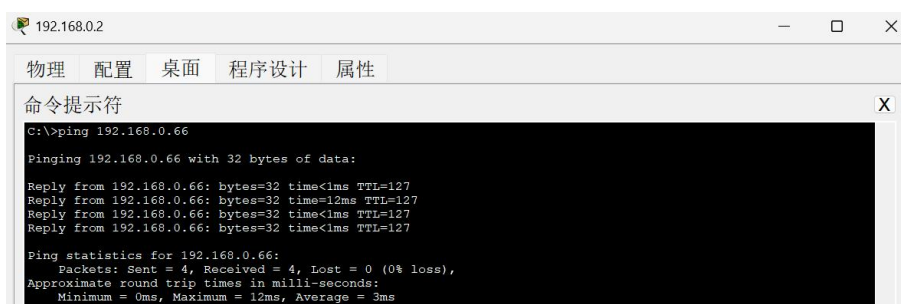 192.168.0.2
物理 配置 桌面 程序设计 属性
命令提示符 X
C:\>ping 192.168.0.66
Pinging 192.168.0.66 with 32 bytes of data:
Reply from 192.168.0.66: bytes=32 time<1ms TTL=127
Reply from 192.168.0.66: bytes=32 time=12ms TTL=127
Reply from 192.168.0.66: bytes=32 time<1ms TTL=127
Reply from 192.168.0.66: bytes=32 time<1ms TTL=127
Ping statistics for 192.168.0.66:
Packets: Sent = 4, Received = 4, Lost = 0 (0% loss),
Approximate round trip times in milli-seconds:
Minimum = 0ms, Maximum = 12ms, Average = 3ms